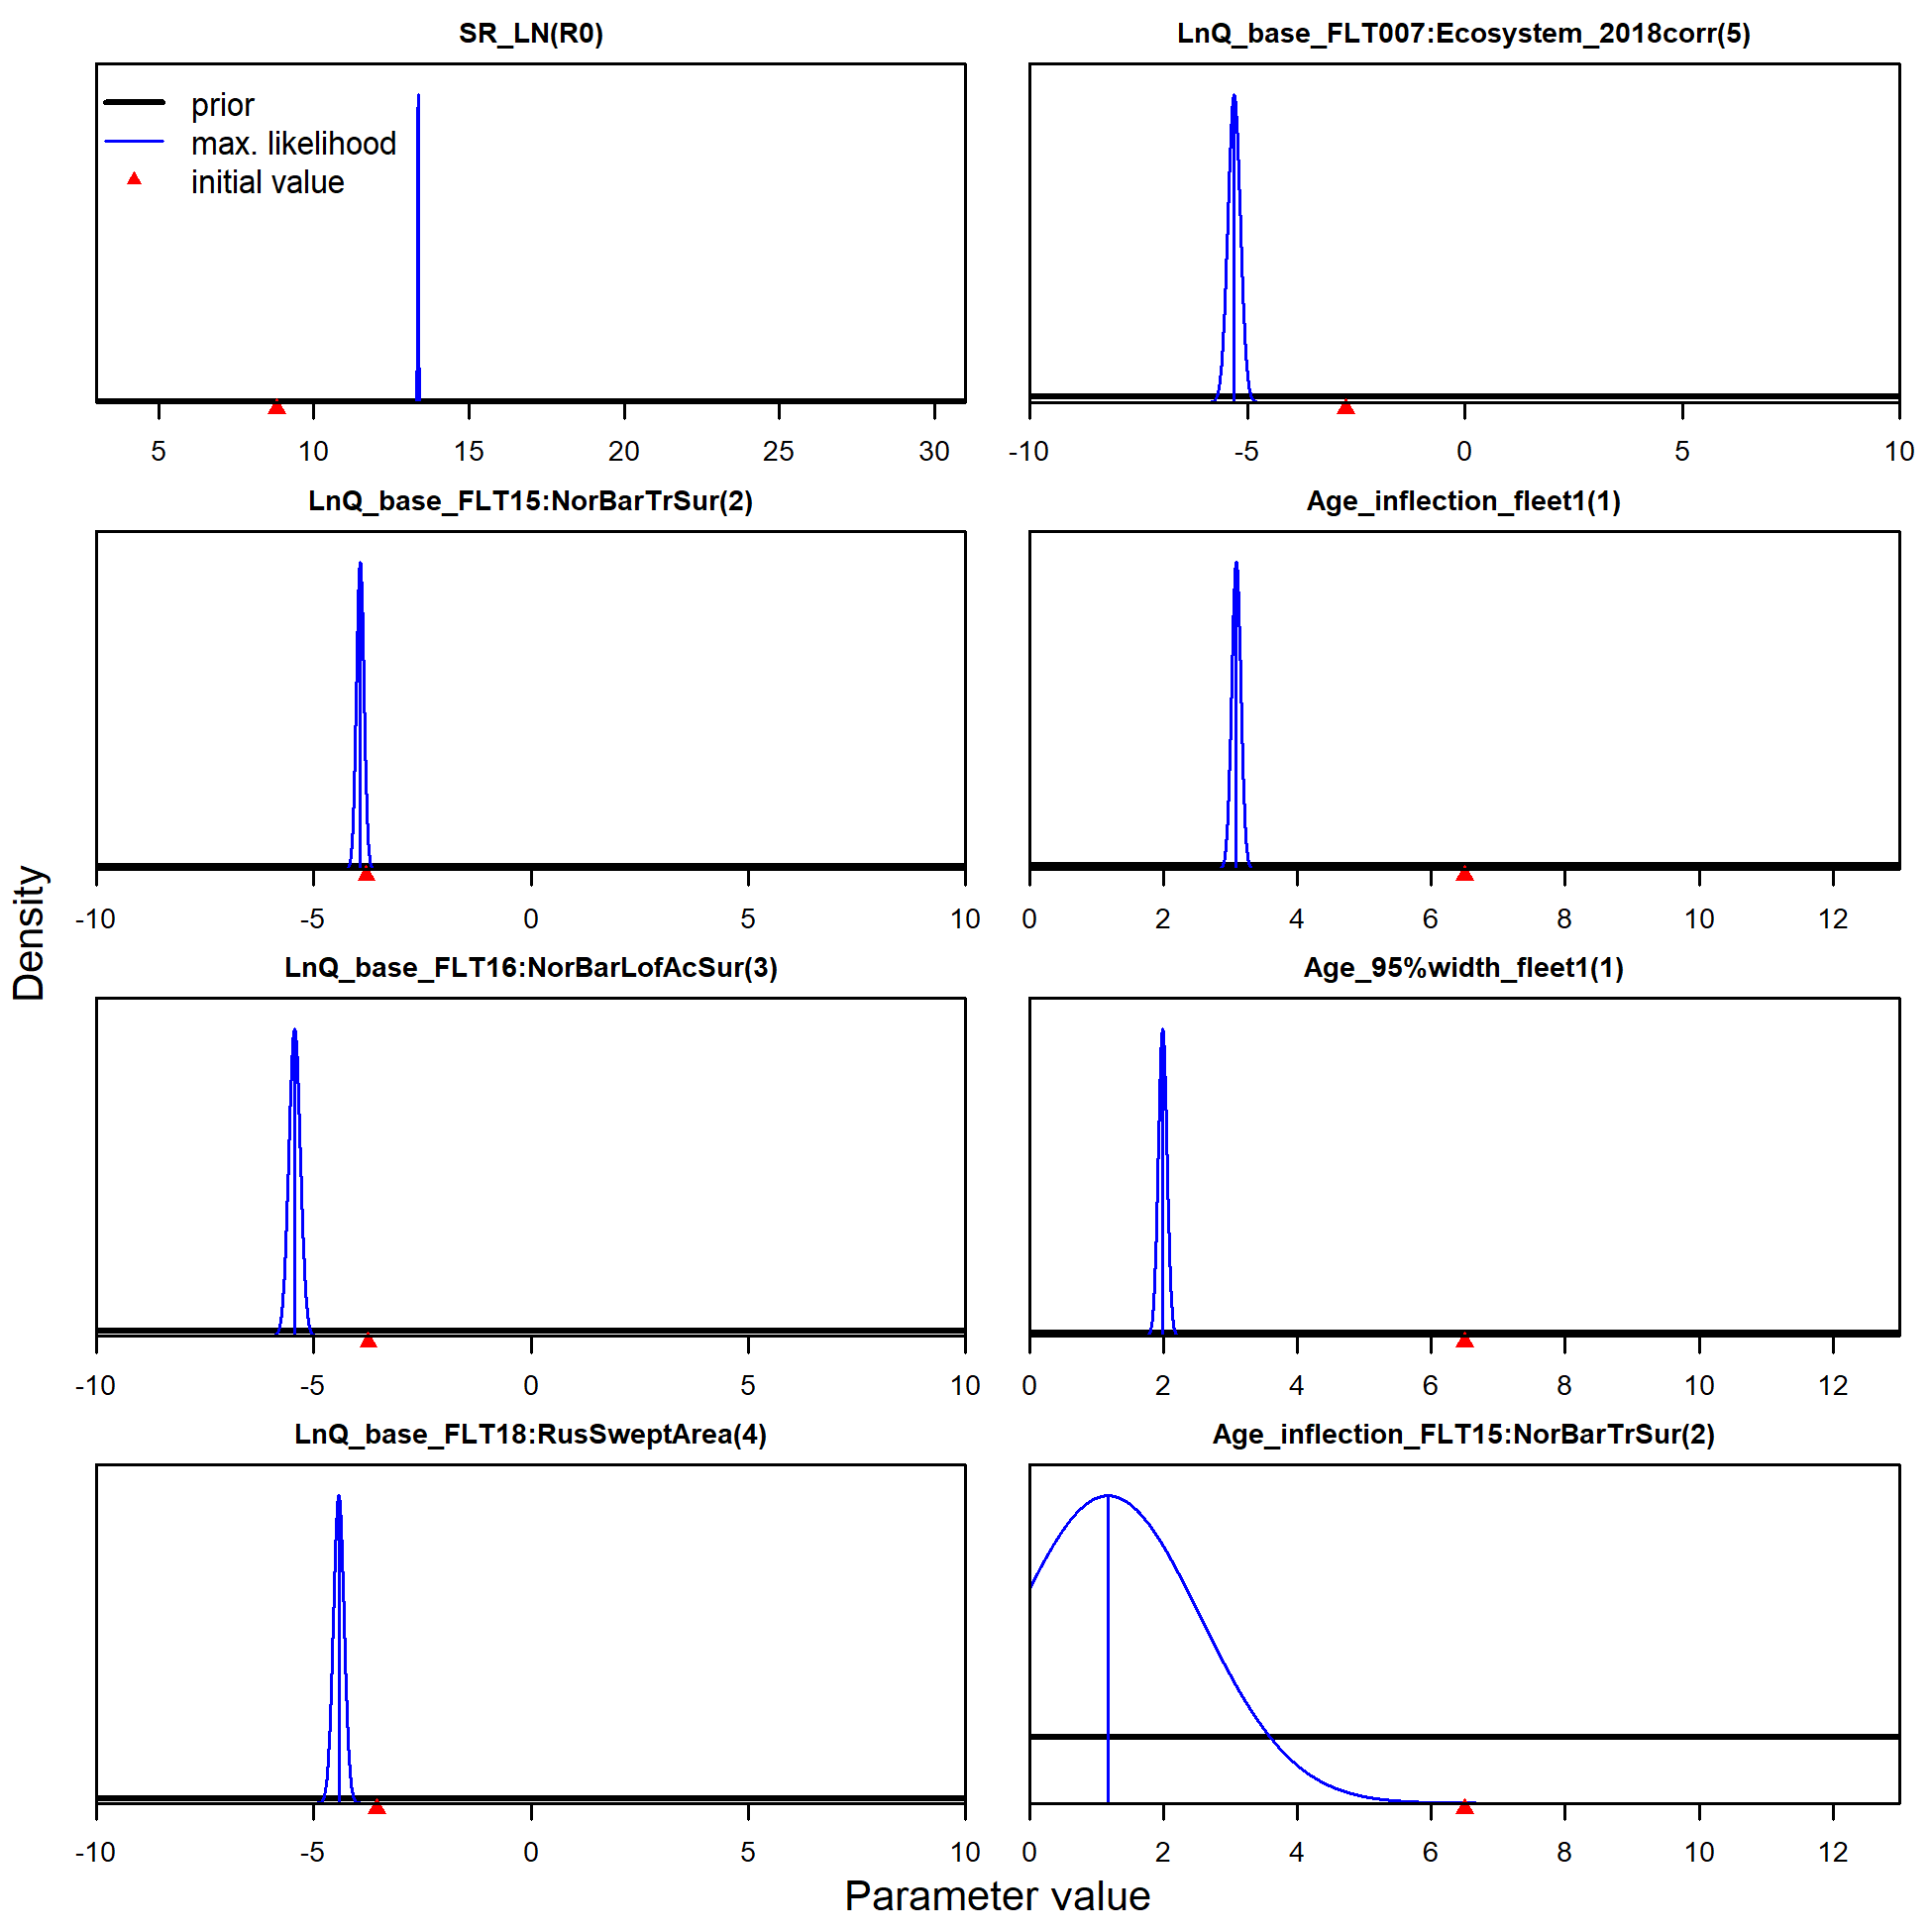 SR_LN(R0)
prior
max. likelihood
initial value
5 10 15 20 25 30
LnQ_base_FLT007:Ecosystem_2018corr(5)
-10 -5 0 5 10
LnQ_base_FLT15:NorBarTrSur(2)
-10 -5 0 5 10
Age_inflection_fleet1(1)
0 2 4 6 8 10 12
LnQ_base_FLT16:NorBarLofAcSur(3)
-10 -5 0 5 10
Age_95%width_fleet1(1)
0 2 4 6 8 10 12
LnQ_base_FLT18:RusSweptArea(4)
-10 -5 0 5 10
Age_inflection_FLT15:NorBarTrSur(2)
0 2 4 6 8 10 12
Density
Parameter value